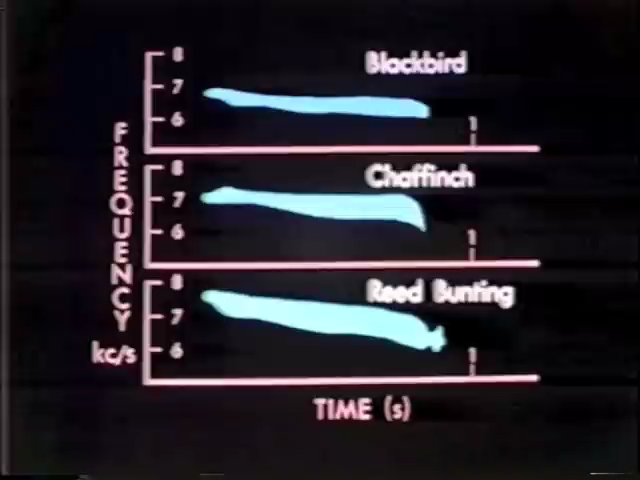 Blackbird
8
7
6
1
Chaffinch
8
7
6
1
Reed Bunting
8
7
6
1
FREQUENCY
kc/s
TIME (s)